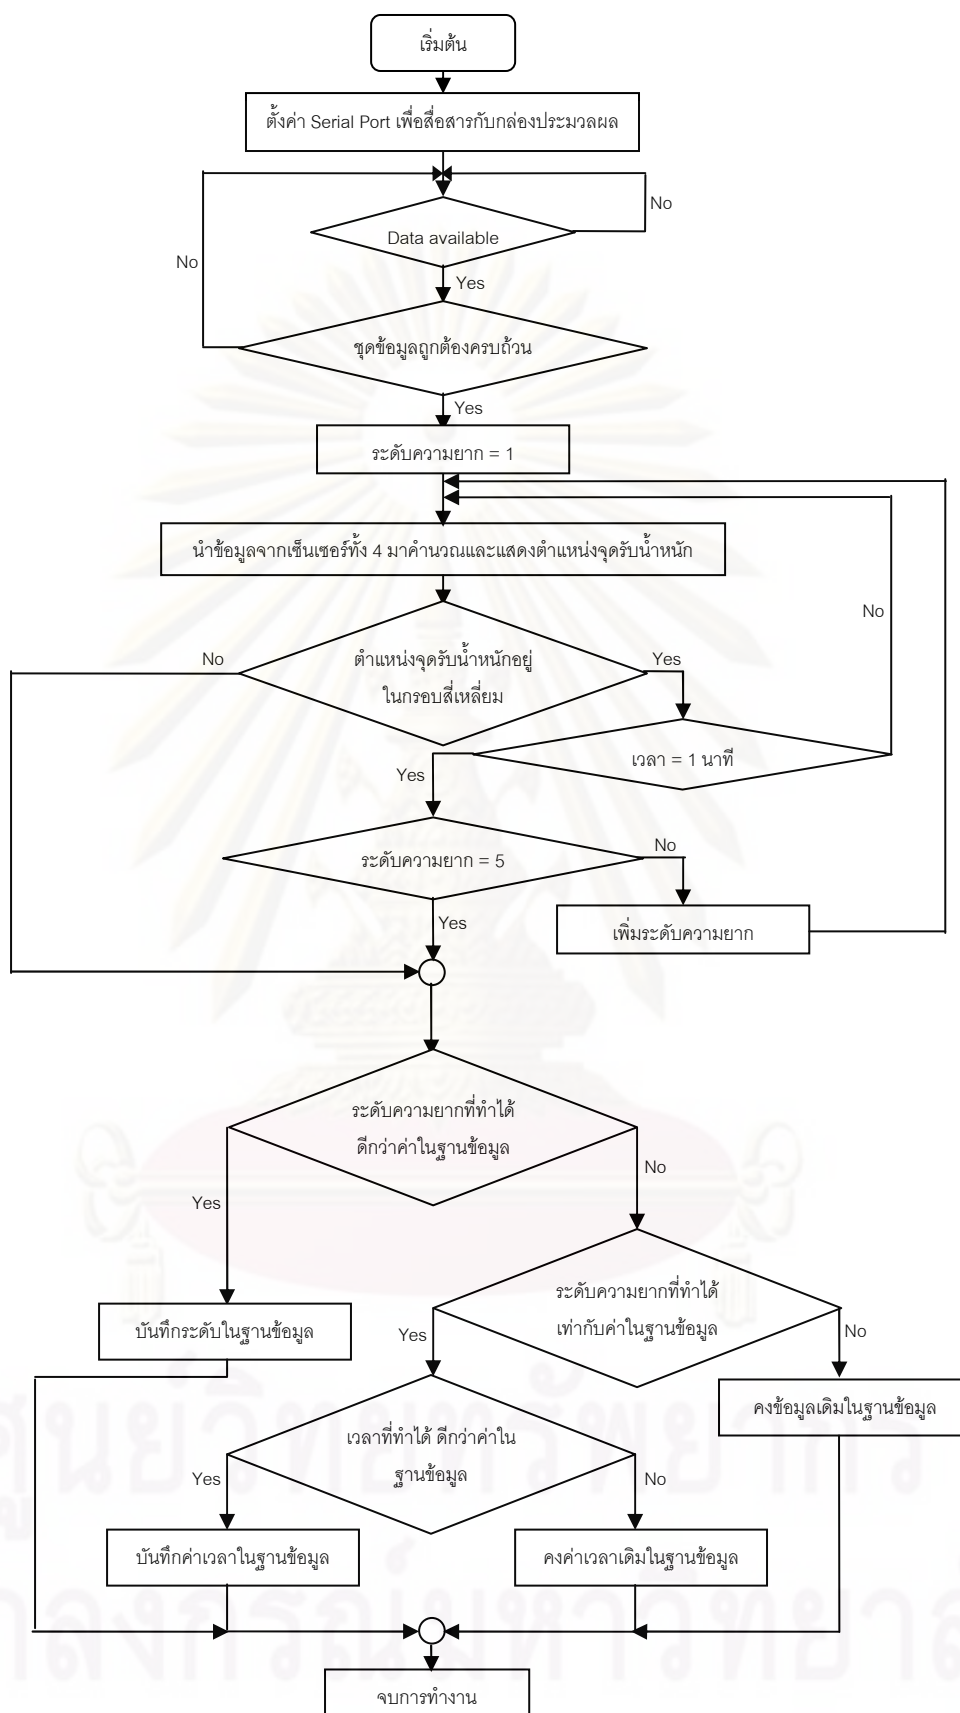 เริ่มต้น
ตั้งค่า Serial Port เพื่อสื่อสารกับกล่องประมวลผล
No
Data available
No
Yes
ชุดข้อมูลถูกต้องครบถ้วน
Yes
ระดับความยาก = 1
นำข้อมูลจากเซ็นเซอร์ทั้ง 4 มาคำนวณและแสดงตำแหน่งจุดรับน้ำหนัก
No
No
ตำแหน่งจุดรับน้ำหนักอยู่
ในกรอบสี่เหลี่ยม
Yes
เวลา = 1 นาที
Yes
ระดับความยาก = 5
No
Yes
เพิ่มระดับความยาก
ระดับความยากที่ทำได้
ดีกว่าค่าในฐานข้อมูล
No
Yes
ระดับความยากที่ทำได้
เท่ากับค่าในฐานข้อมูล
บันทึกระดับในฐานข้อมูล
Yes
No
คงข้อมูลเดิมในฐานข้อมูล
เวลาที่ทำได้ ดีกว่าค่าใน
ฐานข้อมูล
Yes
No
บันทึกค่าเวลาในฐานข้อมูล
คงค่าเวลาเดิมในฐานข้อมูล
จบการทำงาน